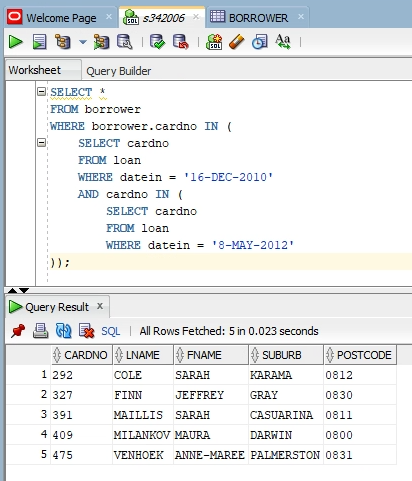 Welcome Page s342006 BORROWER
Worksheet Query Builder
SELECT *
FROM borrower
WHERE borrower.cardno IN (
SELECT cardno
FROM loan
WHERE datein = '16-DEC-2010'
AND cardno IN (
SELECT cardno
FROM loan
WHERE datein = '8-MAY-2012'
));
Query Result x
SQL | All Rows Fetched: 5 in 0.023 seconds
CARDNO LNAME FNAME SUBURB POSTCODE
1 292 COLE SARAH KARAMA 0812
2 327 FINN JEFFREY GRAY 0830
3 391 MAILLIS SARAH CASUARINA 0811
4 409 MILANKOV MAURA DARWIN 0800
5 475 VENHOEK ANNE-MAREE PALMERSTON 0831